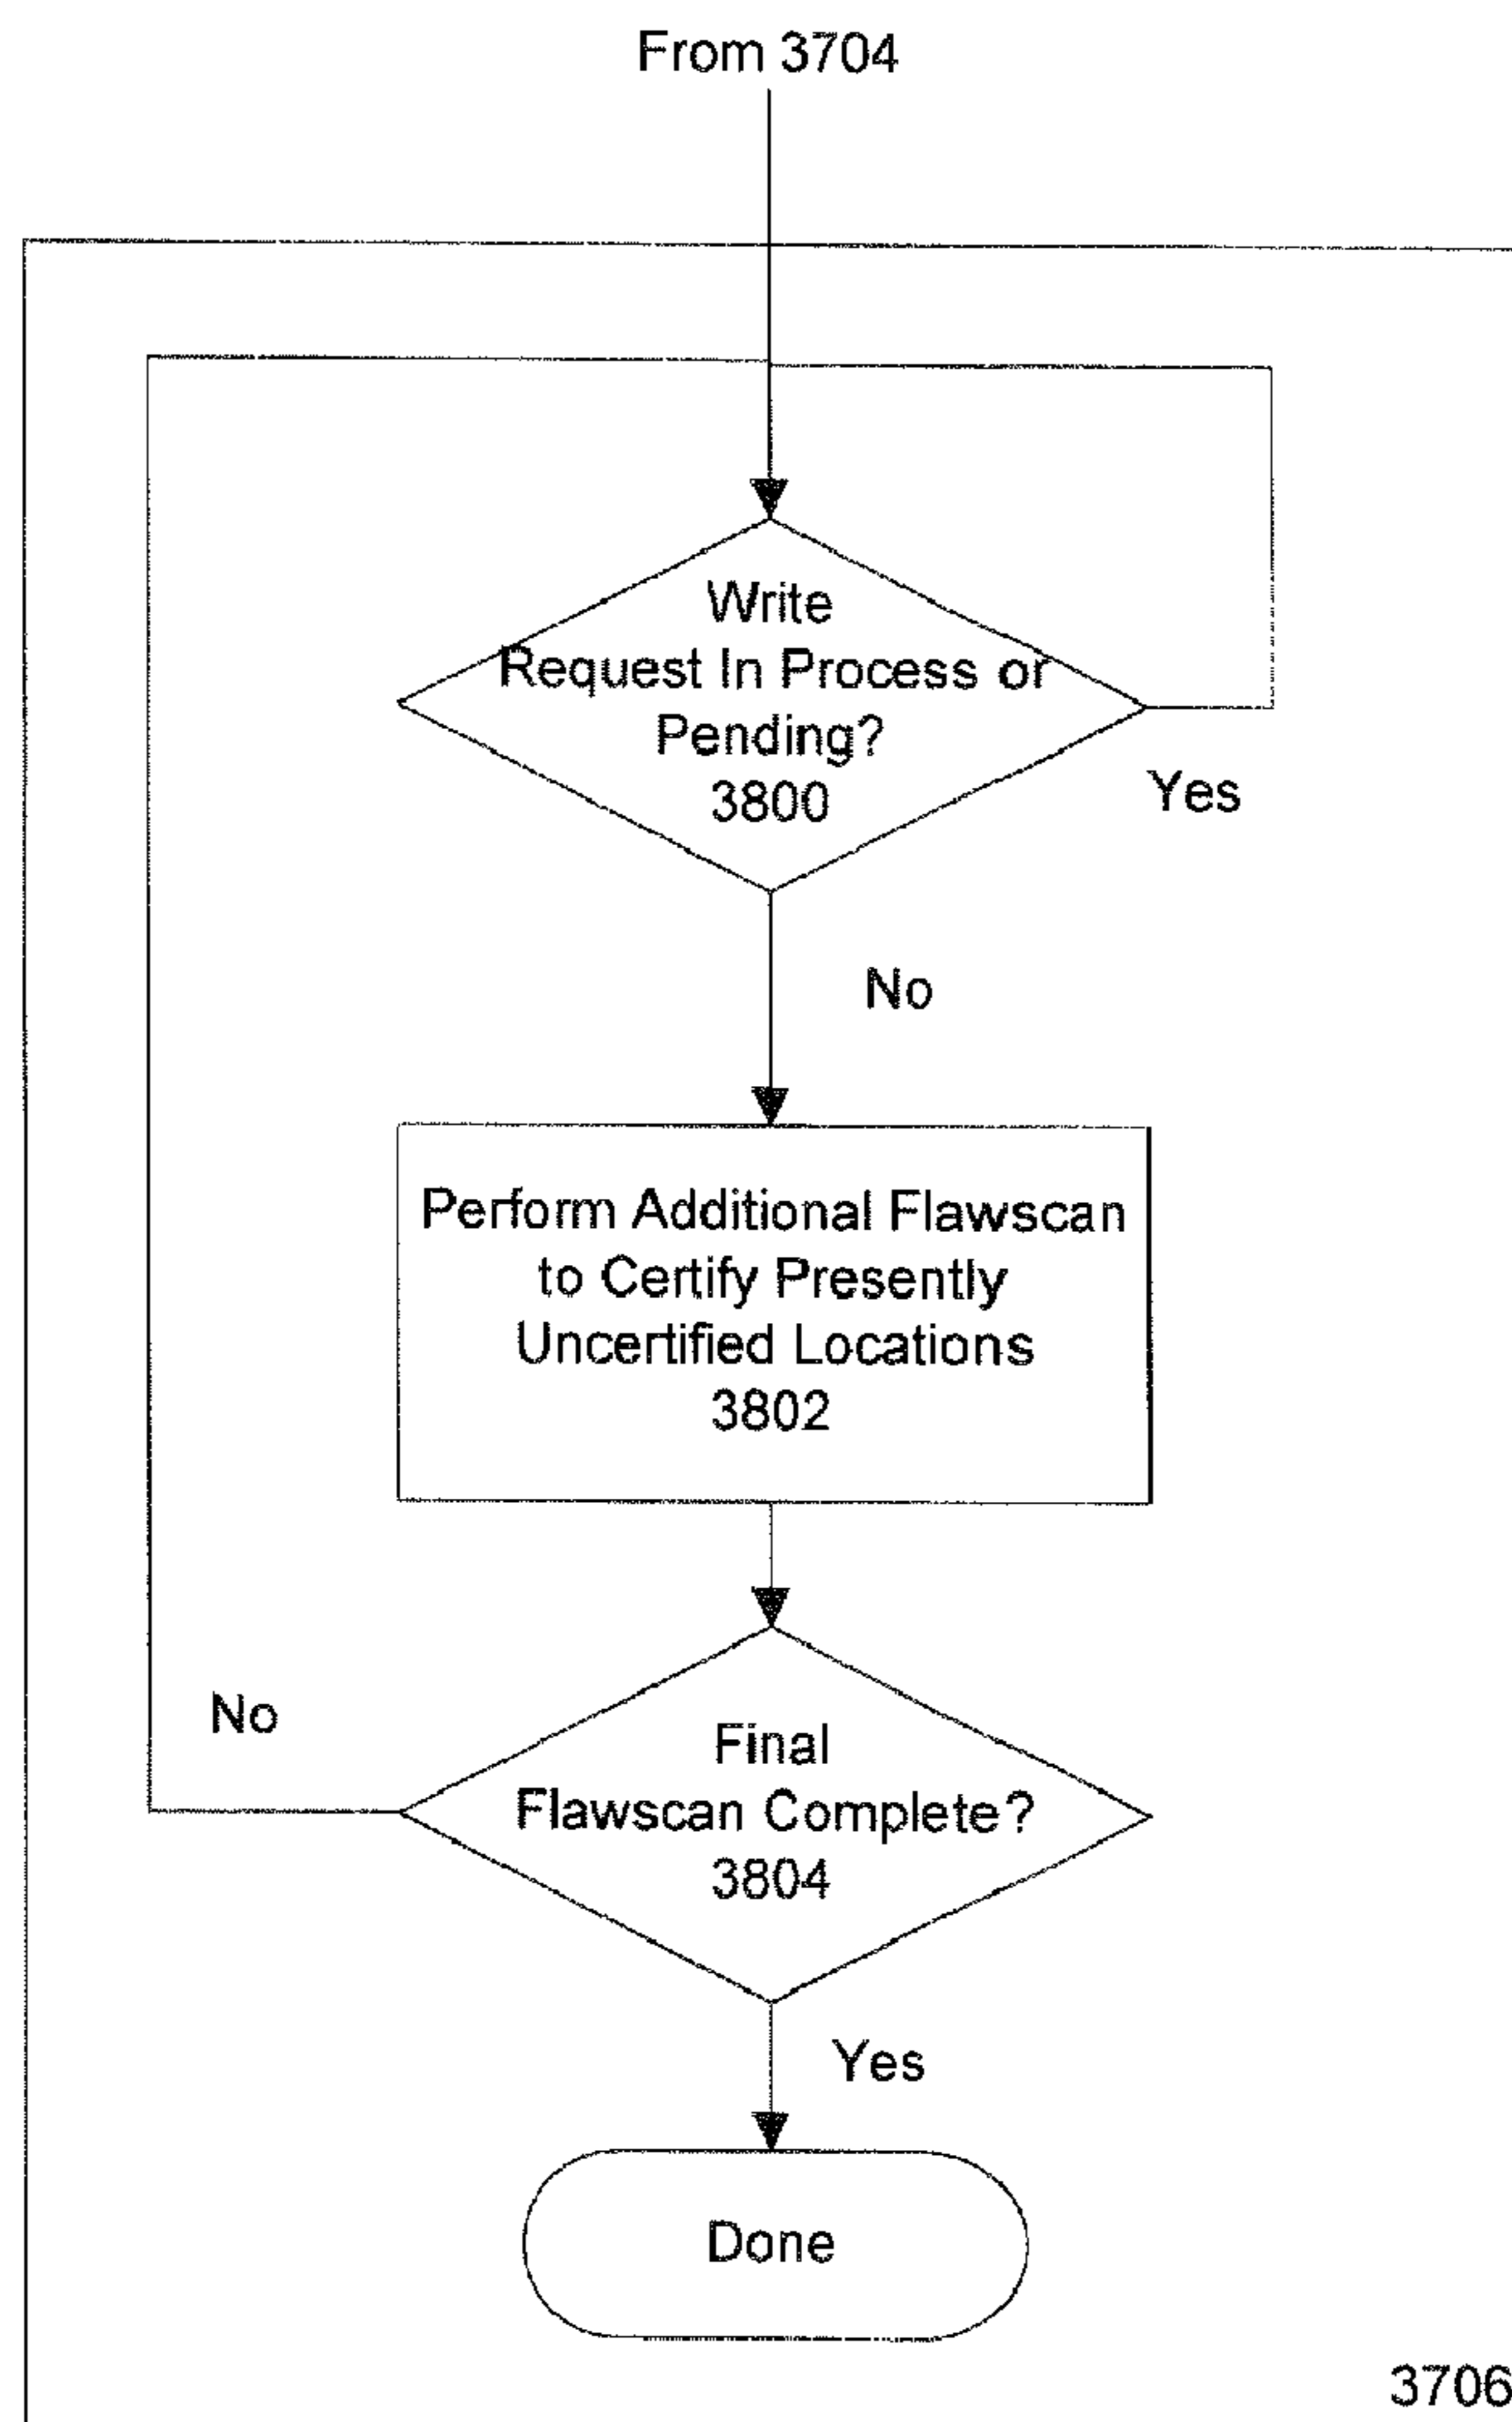 From 3704
Write
Request In Process or
Pending?
3800
Yes
No
Perform Additional Flawscan
to Certify Presently
Uncertified Locations
3802
No
Final
Flawscan Complete?
3804
Yes
Done
3706